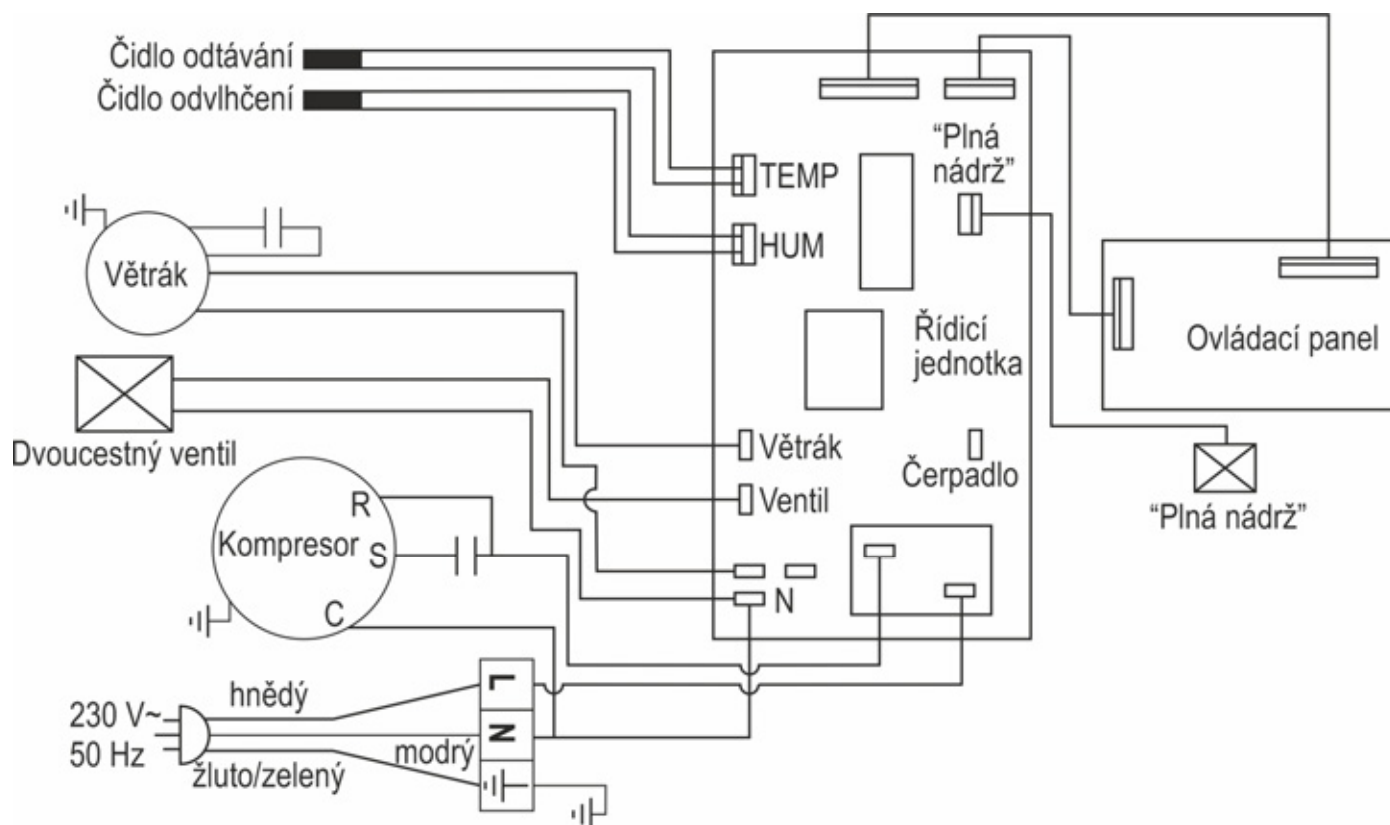 Čidlo odtávání
Čidlo odvlhčení
TEMP
HUM
“Plná
nádrž”
Větrák
Řídicí
jednotka
Ovládací panel
Dvoucestný ventil
Větrák
Ventil
Čerpadlo
“Plná nádrž”
Kompresor
R
S
C
N
230 V~
50 Hz
hnědý
modrý
žluto/zelený
L
N